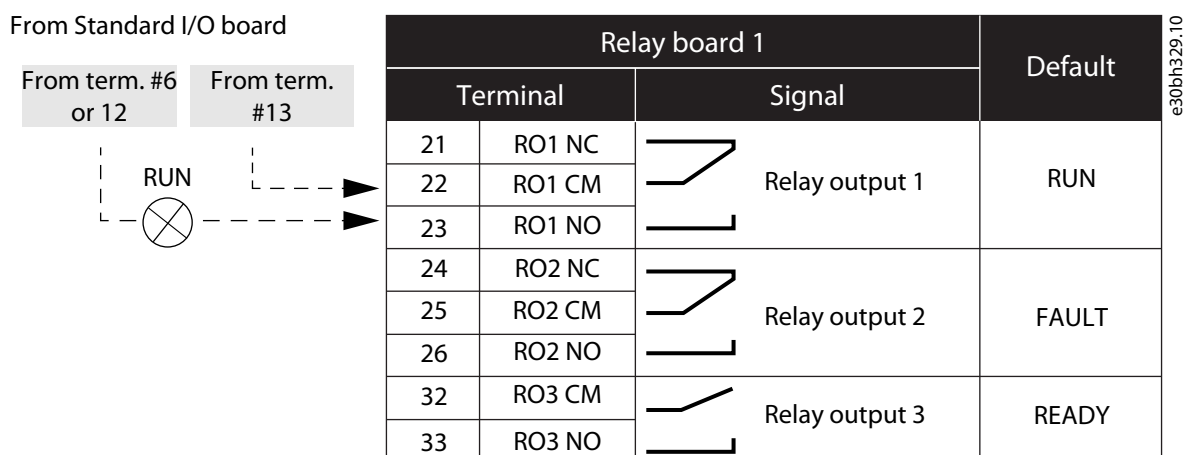 From Standard I/O board
From term. #6
or 12
From term.
#13
RUN
Relay board 1
Default
Terminal
Signal
21 RO1 NC
22 RO1 CM
23 RO1 NO
Relay output 1
RUN
24 RO2 NC
25 RO2 CM
26 RO2 NO
Relay output 2
FAULT
32 RO3 CM
33 RO3 NO
Relay output 3
READY
e30bh329.10